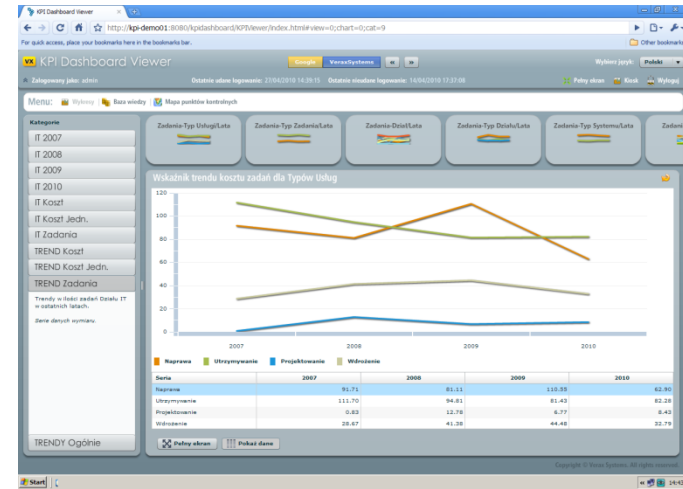 KPI Dashboard Viewer
http://kpi-demo01:8080/kpidashboard/KPIViewer/index.html#view=0;chart=0;cat=9
For quick access, place your bookmarks here in the bookmarks bar.
Other bookmarks
VX KPI Dashboard Viewer
Google
VeraxSystems
Wybierz język:
Polski
Zalogowany jako: admin
Ostatnie udane logowanie: 23/04/2010 14:39:15 Ostatnie nieudane logowanie: 14/04/2010 17:37:08
Pełny ekran
Kiosk
Wyloguj
Menu:
Wykresy
Baza wiedzy
Mapa punktów kontrolnych
Kategorie
IT 2007
IT 2008
IT 2009
IT 2010
IT Koszt
IT Koszt Jedn.
IT Zadania
TREND Koszt
TREND Koszt Jedn.
TREND Zadania
Trendy w ilości zadań Działu IT
w ostatnich latach.
Serie danych wymiaru.
TRENDY Ogólnie
Zadania-Typ Usługi/Lata
Zadania-Typ Zadania/Lata
Zadania-Dział/Lata
Zadania-Typ Działu/Lata
Zadania-Typ Systemu/Lata
Zadani
Wskaźnik trendu kosztu zadań dla Typów Usług
120
100
80
60
40
20
0
2007 2008 2009 2010
Naprawa Utrzymywanie Projektowanie Wdrożenie
Seria 2007 2008 2009 2010
Naprawa 91.71 81.11 110.55 62.90
Utrzymywanie 111.70 94.81 81.43 82.28
Projektowanie 0.83 12.78 6.77 8.43
Wdrożenie 28.67 41.38 44.48 32.79
Pełny ekran
Pokaż dane
Copyright © Verax Systems. All rights reserved.
Start
14:43